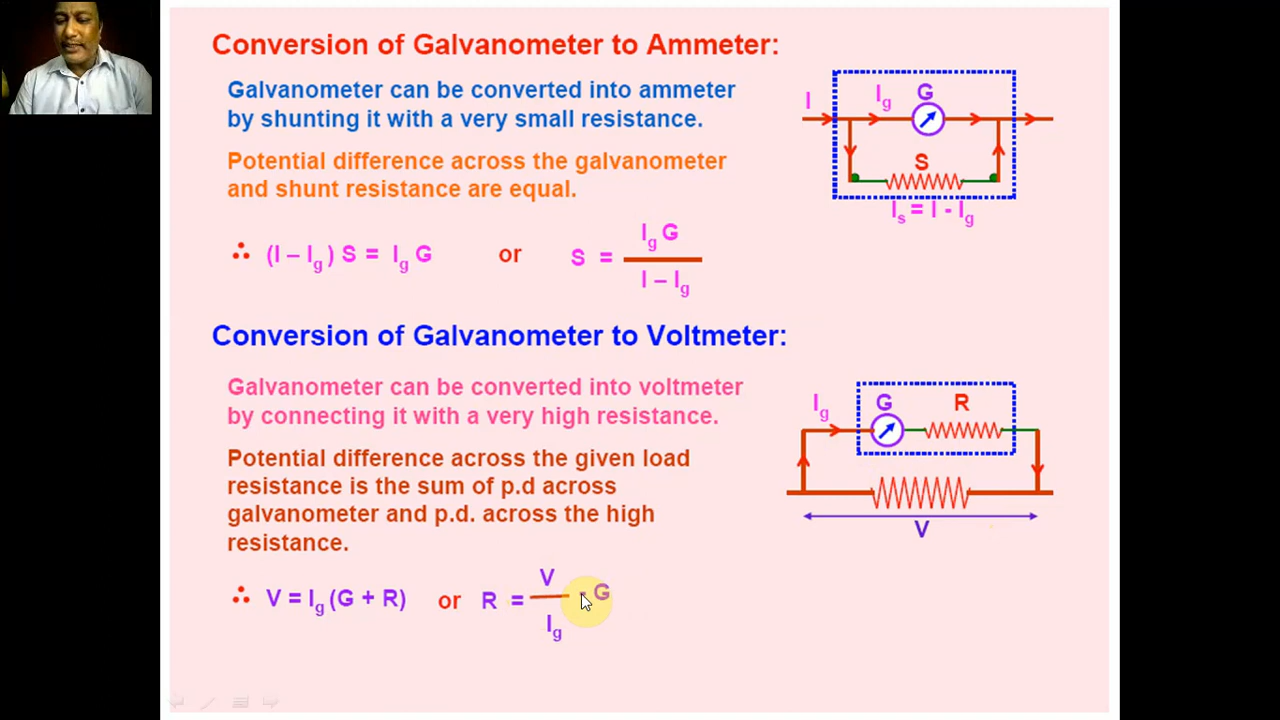 Conversion of Galvanometer to Ammeter:
Galvanometer can be converted into ammeter
by shunting it with a very small resistance.
Potential difference across the galvanometer
and shunt resistance are equal.
∴ (I – Ig ) S = Ig G or S = Ig G / I – Ig
I Ig G
S
Is = I - Ig
Conversion of Galvanometer to Voltmeter:
Galvanometer can be converted into voltmeter
by connecting it with a very high resistance.
Potential difference across the given load
resistance is the sum of p.d across
galvanometer and p.d. across the high
resistance.
∴ V = Ig (G + R) or R = V / Ig - G
Ig G R
V